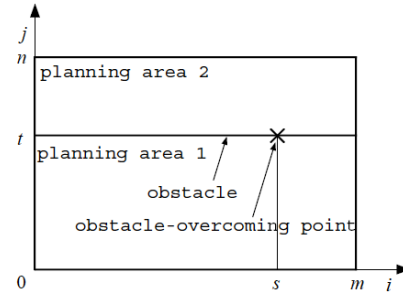 j
n
planning area 2
t
planning area 1
obstacle
obstacle-overcoming point
0
s
m
i